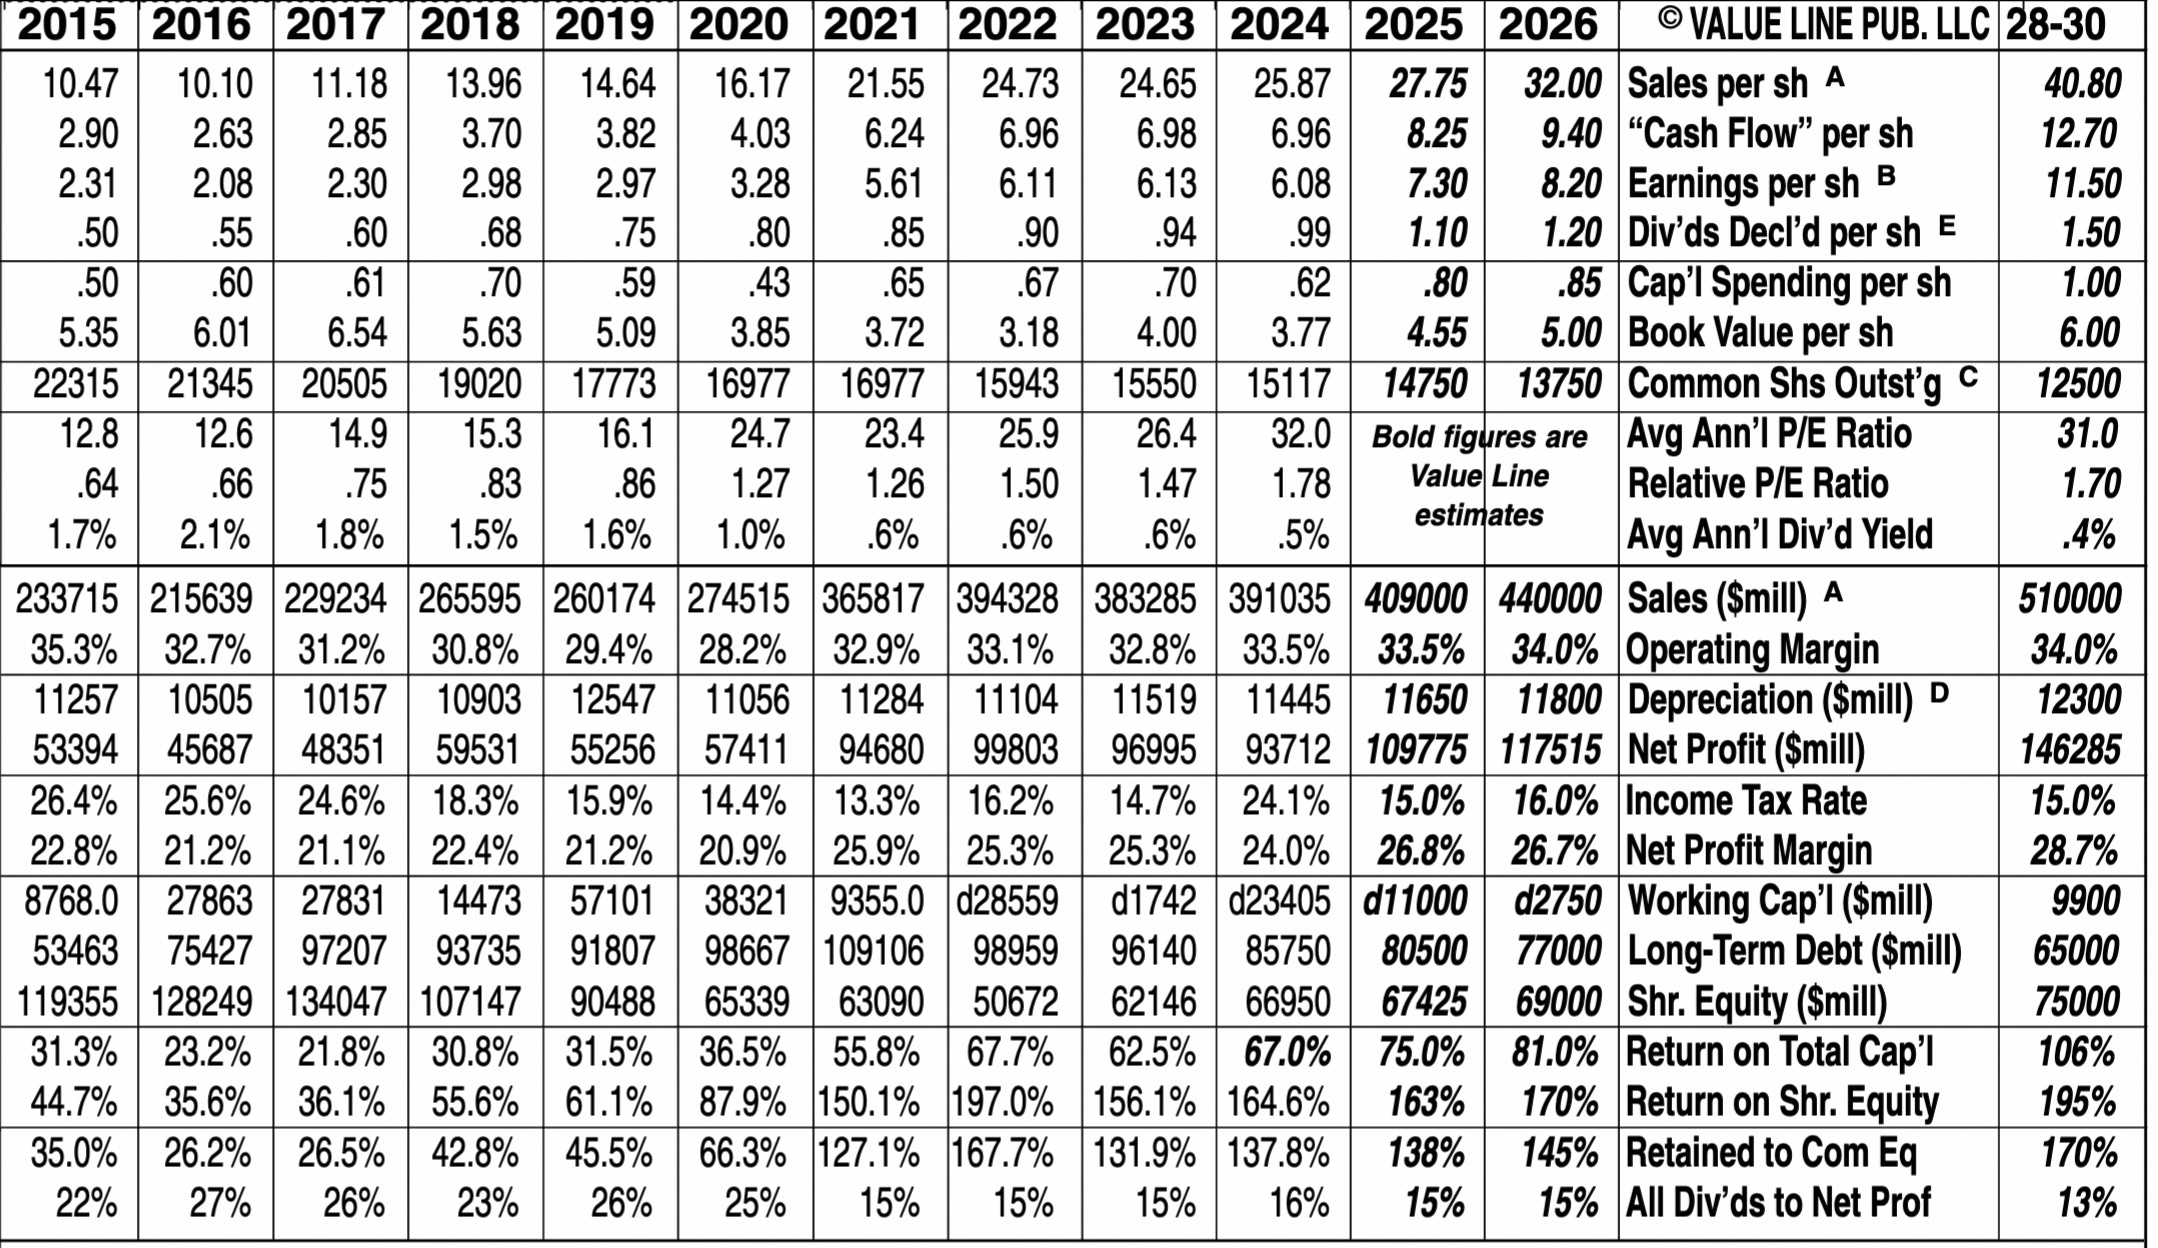 2015 2016 2017 2018 2019 2020 2021 2022 2023 2024 2025 2026 © VALUE LINE PUB. LLC 28-30
10.47 10.10 11.18 13.96 14.64 16.17 21.55 24.73 24.65 25.87 27.75 32.00 Sales per sh A 40.80
2.90 2.63 2.85 3.70 3.82 4.03 6.24 6.96 6.98 6.96 8.25 9.40 “Cash Flow” per sh 12.70
2.31 2.08 2.30 2.98 2.97 3.28 5.61 6.11 6.13 6.08 7.30 8.20 Earnings per sh B 11.50
.50 .55 .60 .68 .75 .80 .85 .90 .94 .99 1.10 1.20 Div’ds Decl’d per sh E 1.50
.50 .60 .61 .70 .59 .43 .65 .67 .70 .62 .80 .85 Cap’l Spending per sh 1.00
5.35 6.01 6.54 5.63 5.09 3.85 3.72 3.18 4.00 3.77 4.55 5.00 Book Value per sh 6.00
22315 21345 20505 19020 17773 16977 16977 15943 15550 15117 14750 13750 Common Shs Outst’g C 12500
12.8 12.6 14.9 15.3 16.1 24.7 23.4 25.9 26.4 32.0 Bold figures are Avg Ann’l P/E Ratio 31.0
.64 .66 .75 .83 .86 1.27 1.26 1.50 1.47 1.78 Value Line Relative P/E Ratio 1.70
1.7% 2.1% 1.8% 1.5% 1.6% 1.0% .6% .6% .6% .5% estimates Avg Ann’l Div’d Yield .4%
233715 215639 229234 265595 260174 274515 365817 394328 383285 391035 409000 440000 Sales ($mill) A 510000
35.3% 32.7% 31.2% 30.8% 29.4% 28.2% 32.9% 33.1% 32.8% 33.5% 33.5% 34.0% Operating Margin 34.0%
11257 10505 10157 10903 12547 11056 11284 11104 11519 11445 11650 11800 Depreciation ($mill) D 12300
53394 45687 48351 59531 55256 57411 94680 99803 96995 93712 109775 117515 Net Profit ($mill) 146285
26.4% 25.6% 24.6% 18.3% 15.9% 14.4% 13.3% 16.2% 14.7% 24.1% 15.0% 16.0% Income Tax Rate 15.0%
22.8% 21.2% 21.1% 22.4% 21.2% 20.9% 25.9% 25.3% 25.3% 24.0% 26.8% 26.7% Net Profit Margin 28.7%
8768.0 27863 27831 14473 57101 38321 9355.0 d28559 d1742 d23405 d11000 d2750 Working Cap’l ($mill) 9900
53463 75427 97207 93735 91807 98667 109106 98959 96140 85750 80500 77000 Long-Term Debt ($mill) 65000
119355 128249 134047 107147 90488 65339 63090 50672 62146 66950 67425 69000 Shr. Equity ($mill) 75000
31.3% 23.2% 21.8% 30.8% 31.5% 36.5% 55.8% 67.7% 62.5% 67.0% 75.0% 81.0% Return on Total Cap’l 106%
44.7% 35.6% 36.1% 55.6% 61.1% 87.9% 150.1% 197.0% 156.1% 164.6% 163% 170% Return on Shr. Equity 195%
35.0% 26.2% 26.5% 42.8% 45.5% 66.3% 127.1% 167.7% 131.9% 137.8% 138% 145% Retained to Com Eq 170%
22% 27% 26% 23% 26% 25% 15% 15% 15% 16% 15% 15% All Div’ds to Net Prof 13%